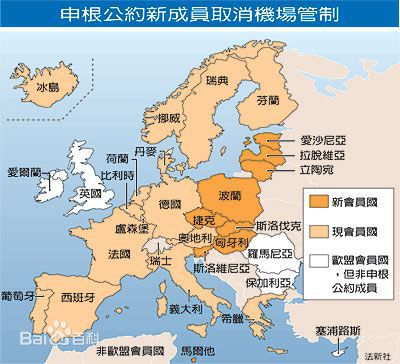 申根公約新成員取消機場管制
冰島
瑞典
芬蘭
挪威
丹麥
愛沙尼亞
拉脫維亞
立陶宛
愛爾蘭
荷蘭
比利時
英國
德國
波蘭
新會員國
捷克
斯洛伐克
現會員國
盧森堡
奧地利
匈牙利
法國
瑞士
羅馬尼亞
歐盟會員國
，但非申根
公約成員
斯洛維尼亞
保加利亞
葡萄牙
西班牙
義大利
希臘
塞浦路斯
Bai百科
非歐盟會員國
馬爾他
法新社